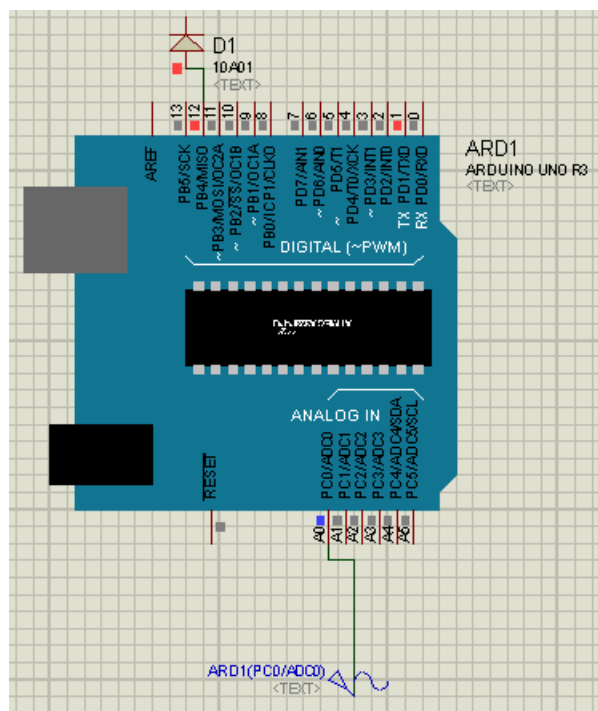 D1
10A01
<TEXT>
13
12
11
10
9
8
7
6
5
4
3
2
1
0
AREF
PB5/SCK
PB4/MISO
~PB3/MOSI/OC2A
~ PB2/SS/OC1B
~ PB1/OC1A
PB0/ICP1/CLKO
PD7/AIN1
~ PD6/AIN0
~ PD5/T1
PD4/T0/XCK
~ PD3/INT1
PD2/INT0
TX PD1/TXD
RX PD0/RXD
ARD1
ARDUINO UNO R3
<TEXT>
DIGITAL (~PWM)
ANALOG IN
RESET
PC0/ADC0
PC1/ADC1
PC2/ADC2
PC3/ADC3
PC4/ADC4/SDA
PC5/ADC5/SCL
A0
A1
A2
A3
A4
A5
ARD1(PC0/ADC0)
<TEXT>